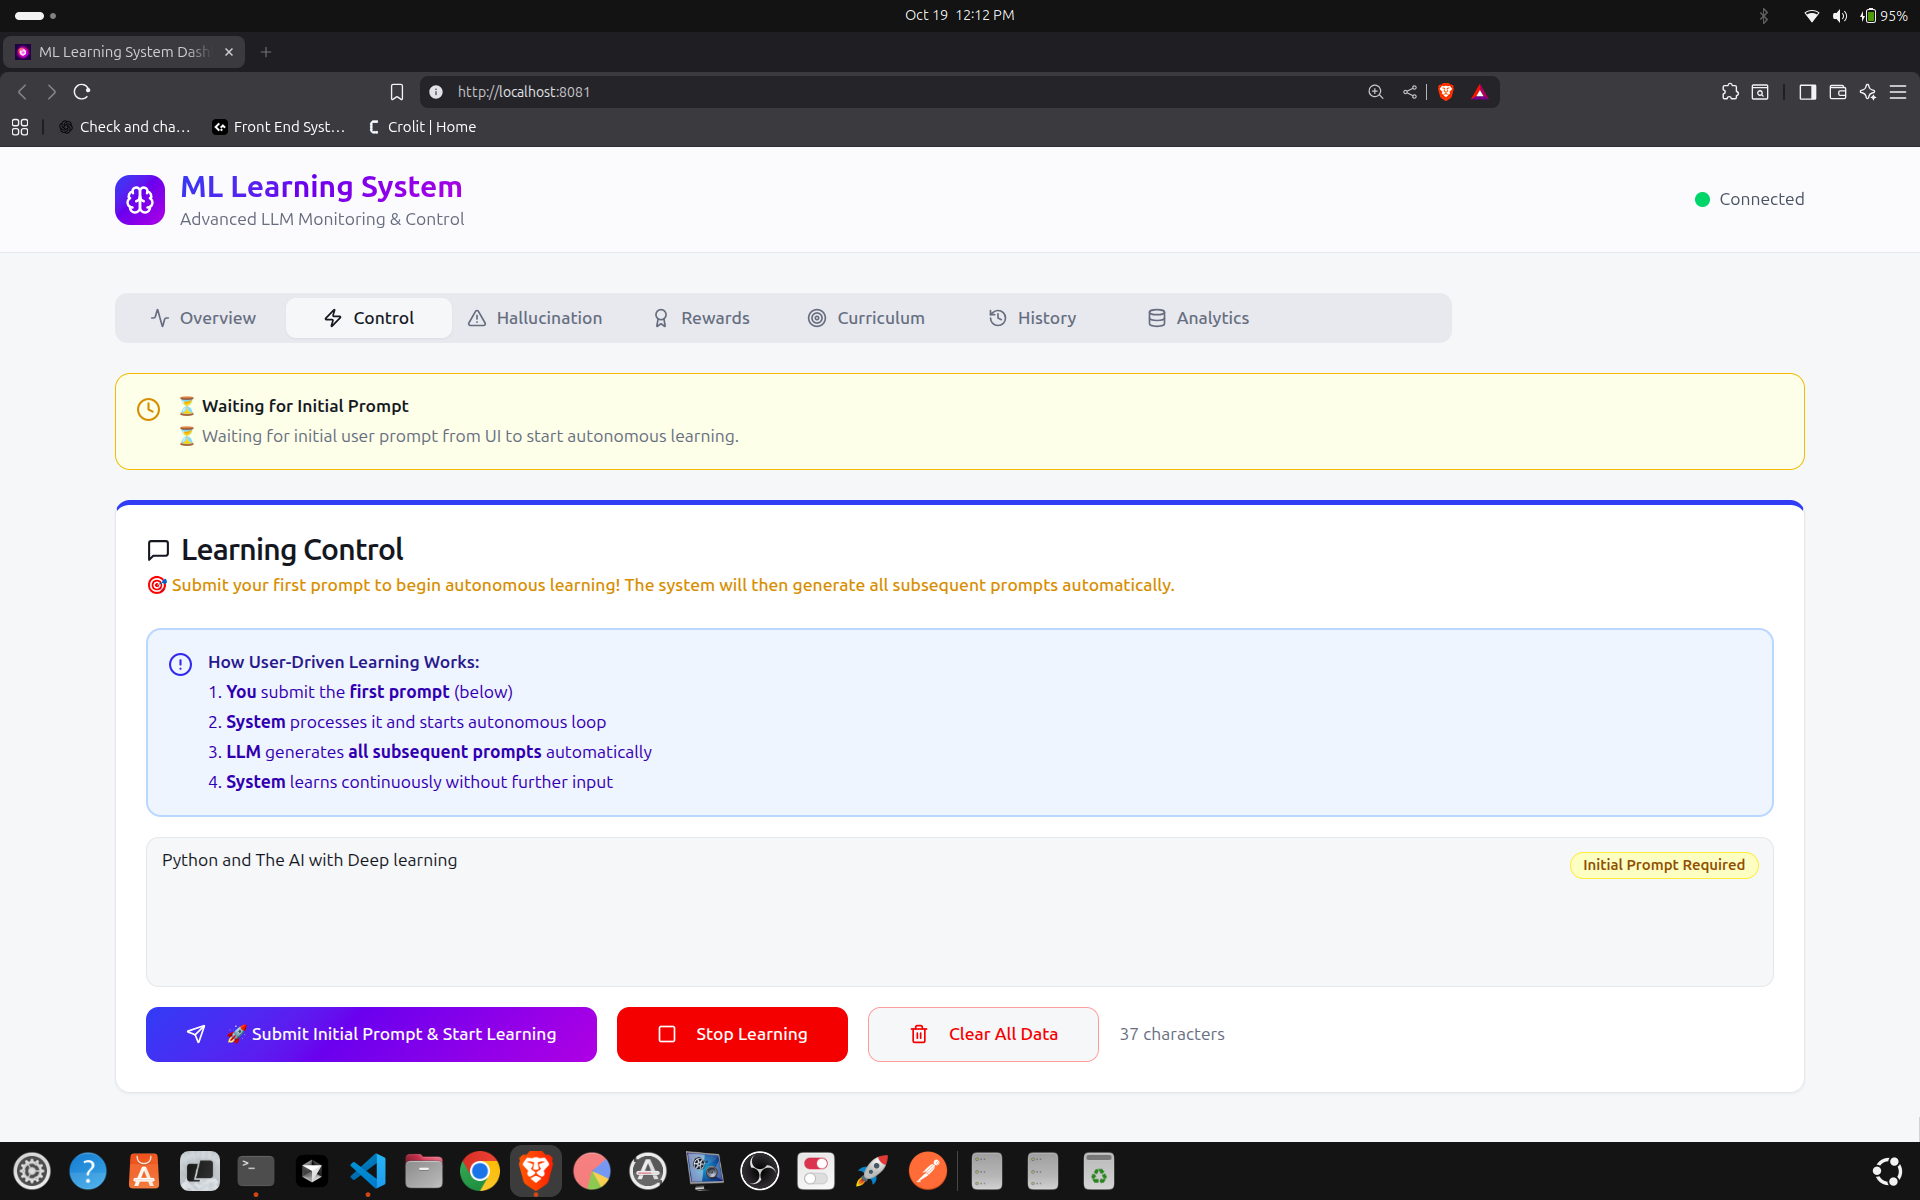 Oct 19 12:12 PM
95%
ML Learning System Dash
http://localhost:8081
Check and cha...
Front End Syst...
Crolit | Home
ML Learning System
Advanced LLM Monitoring & Control
Connected
Overview
Control
Hallucination
Rewards
Curriculum
History
Analytics
⏳ Waiting for Initial Prompt
⏳ Waiting for initial user prompt from UI to start autonomous learning.
Learning Control
🎯 Submit your first prompt to begin autonomous learning! The system will then generate all subsequent prompts automatically.
How User-Driven Learning Works:
1. You submit the first prompt (below)
2. System processes it and starts autonomous loop
3. LLM generates all subsequent prompts automatically
4. System learns continuously without further input
Python and The AI with Deep learning
Initial Prompt Required
🚀 Submit Initial Prompt & Start Learning
Stop Learning
Clear All Data
37 characters